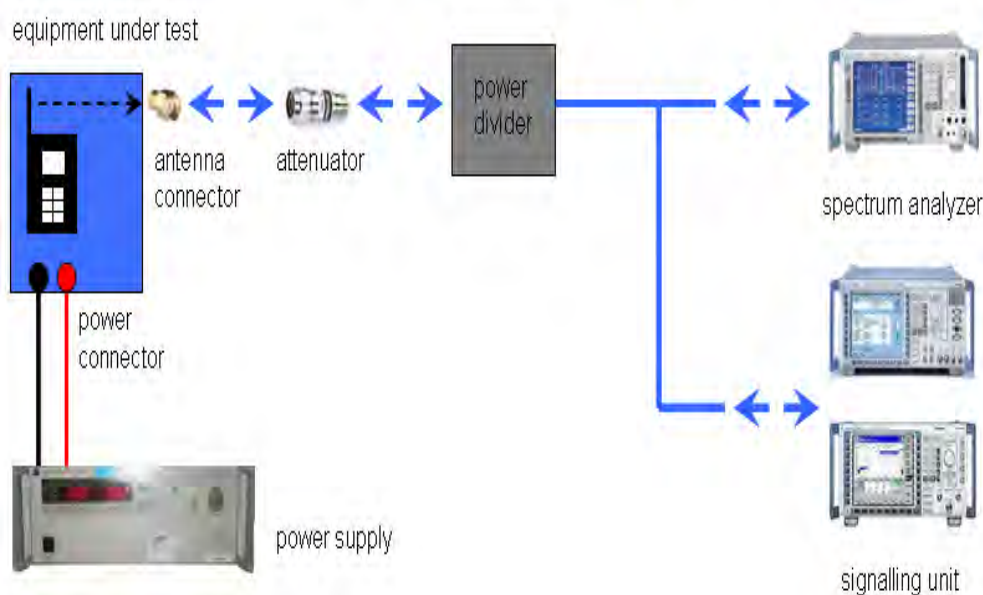 equipment under test
power
divider
antenna
connector
attenuator
spectrum analyzer
power
connector
power supply
signalling unit